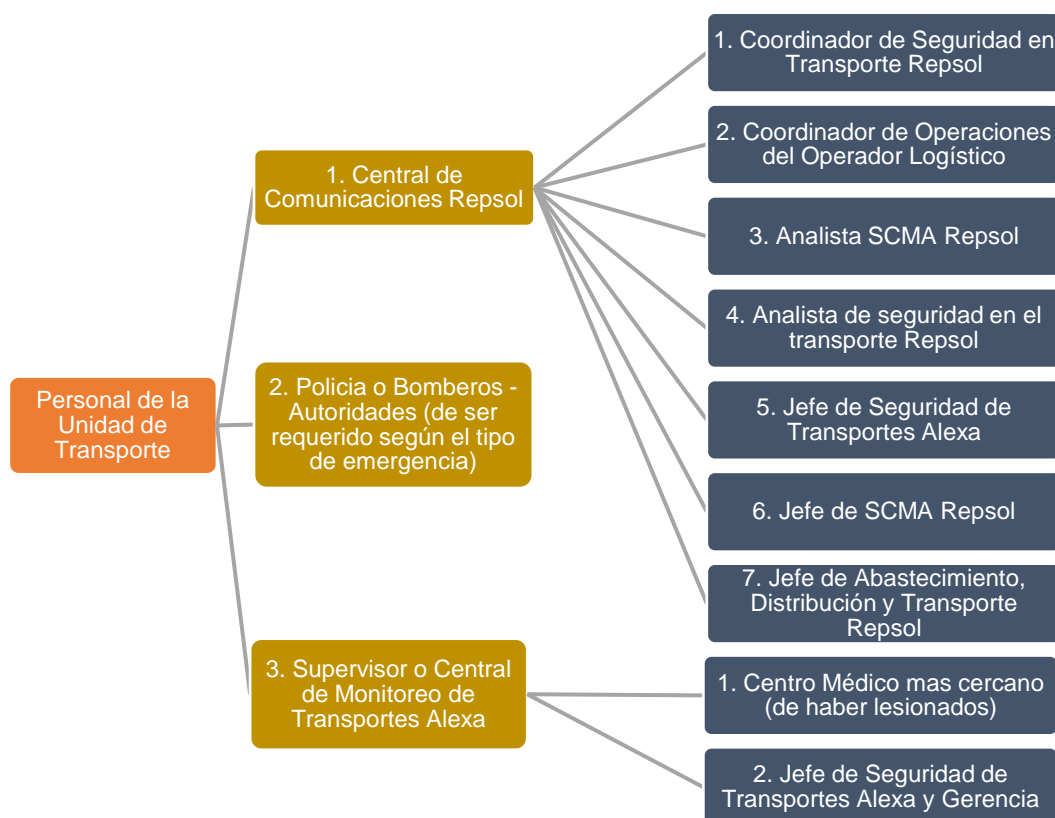 Personal de la
Unidad de
Transporte
1. Central de
Comunicaciones Repsol
2. Policia o Bomberos -
Autoridades (de ser
requerido según el tipo
de emergencia)
3. Supervisor o Central
de Monitoreo de
Transportes Alexa
1. Coordinador de Seguridad en
Transporte Repsol
2. Coordinador de Operaciones
del Operador Logístico
3. Analista SCMA Repsol
4. Analista de seguridad en el
transporte Repsol
5. Jefe de Seguridad de
Transportes Alexa
6. Jefe de SCMA Repsol
7. Jefe de Abastecimiento,
Distribución y Transporte
Repsol
1. Centro Médico mas cercano
(de haber lesionados)
2. Jefe de Seguridad de
Transportes Alexa y Gerencia